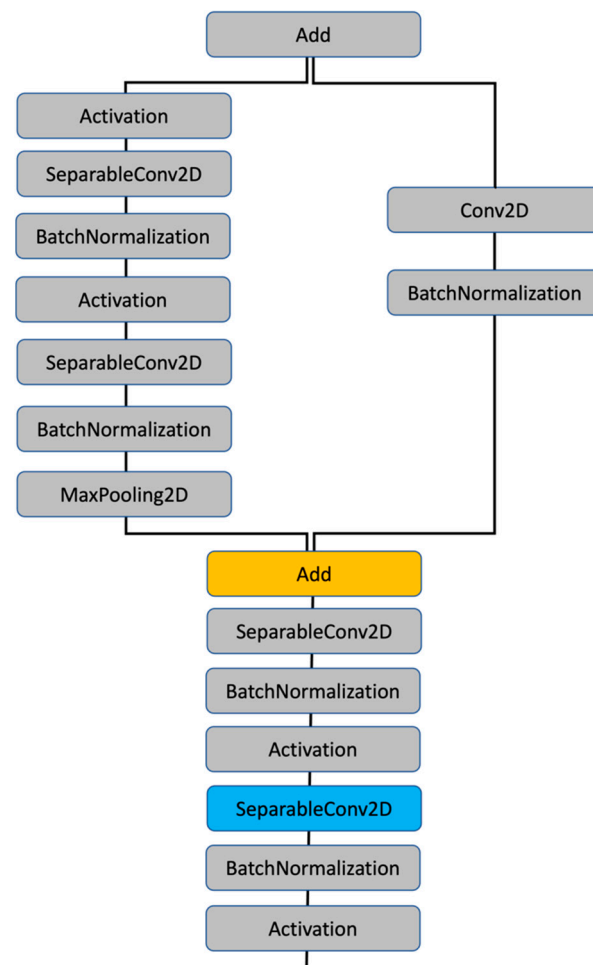 Add
Activation
SeparableConv2D
BatchNormalization
Activation
SeparableConv2D
BatchNormalization
MaxPooling2D
Conv2D
BatchNormalization
Add
SeparableConv2D
BatchNormalization
Activation
SeparableConv2D
BatchNormalization
Activation